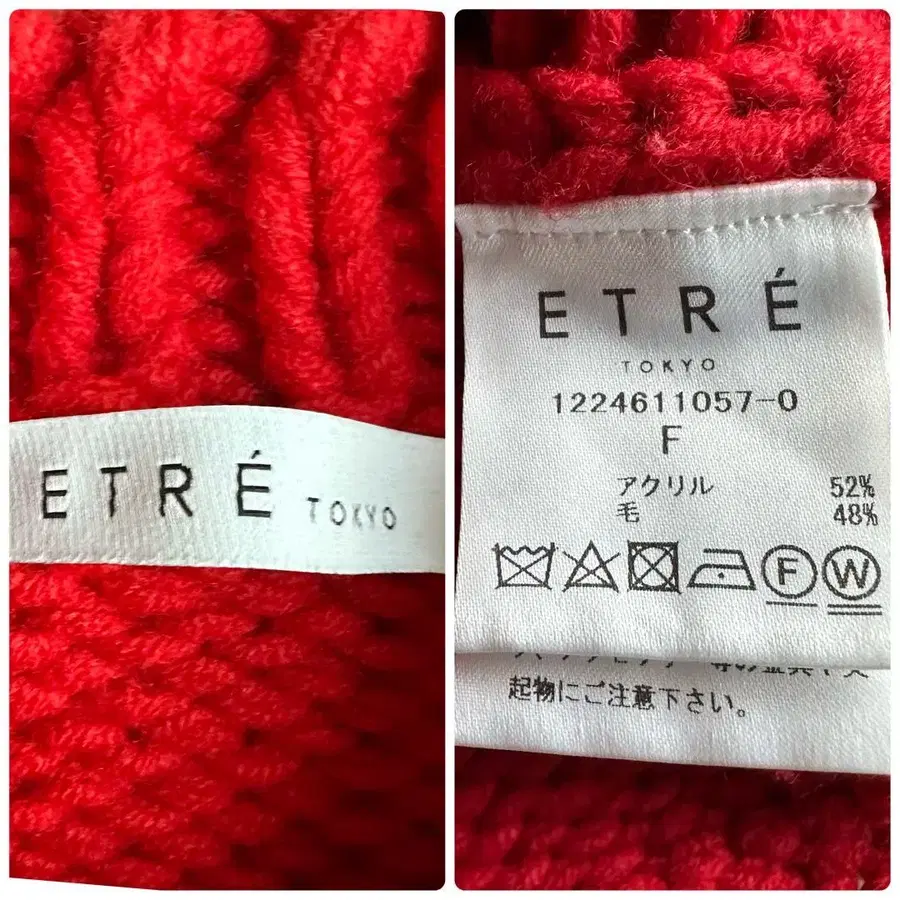 ETRÉ TOKYO
ETRÉ
TOKYO
1224611057-0
F
アクリル 52%
毛 48%
F W
起物にご注意下さい。